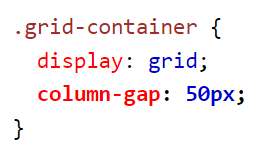 .grid-container {
  display: grid;
  column-gap: 50px;
}